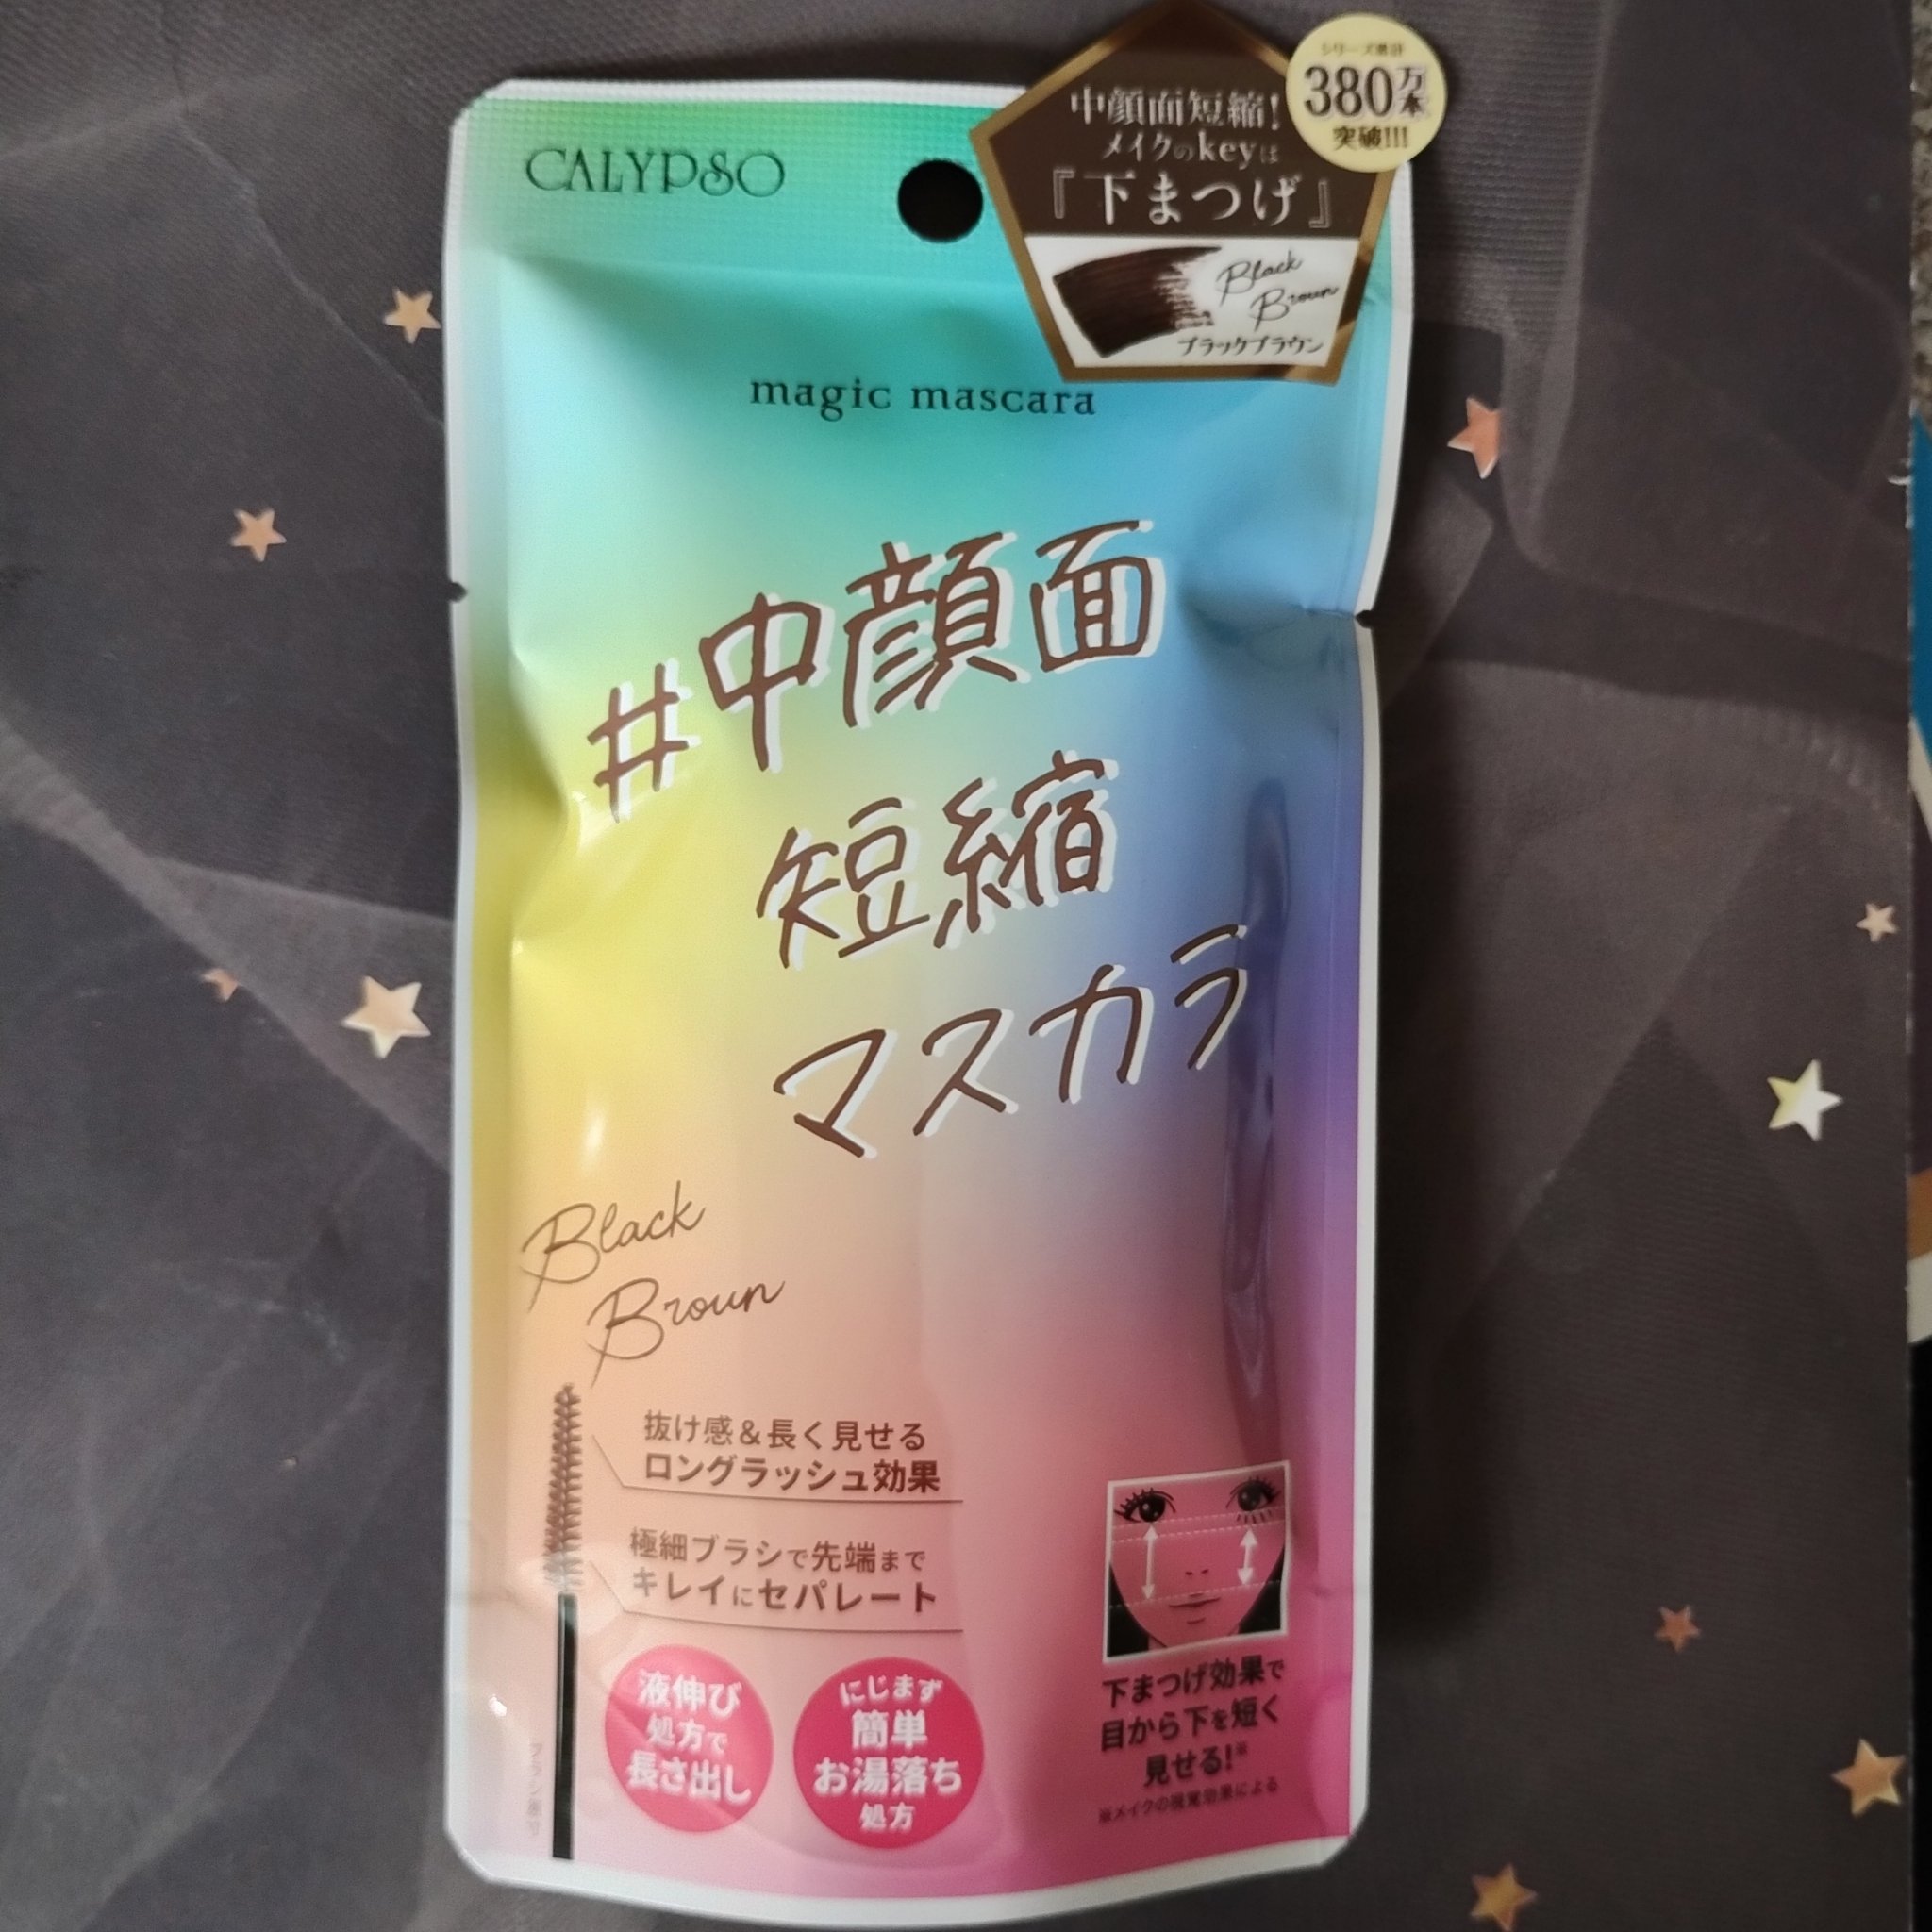 CALYPSO
中顔面短縮!
メイクのkeyは
『下まつげ』
Black
Broun
ブラックブラウン
シリーズ累計
380万本
突破!!!
magic mascara
#中顔面
短縮
マスカラ
Black
Broun
抜け感&長く見せる
ロングラッシュ効果
極細ブラシで先端まで
キレイにセパレート
液伸び
処方で
長さ出し
にじまず
簡単
お湯落ち
処方
下まつげ効果で
目から下を短く
見せる!※
※メイクの視覚効果による